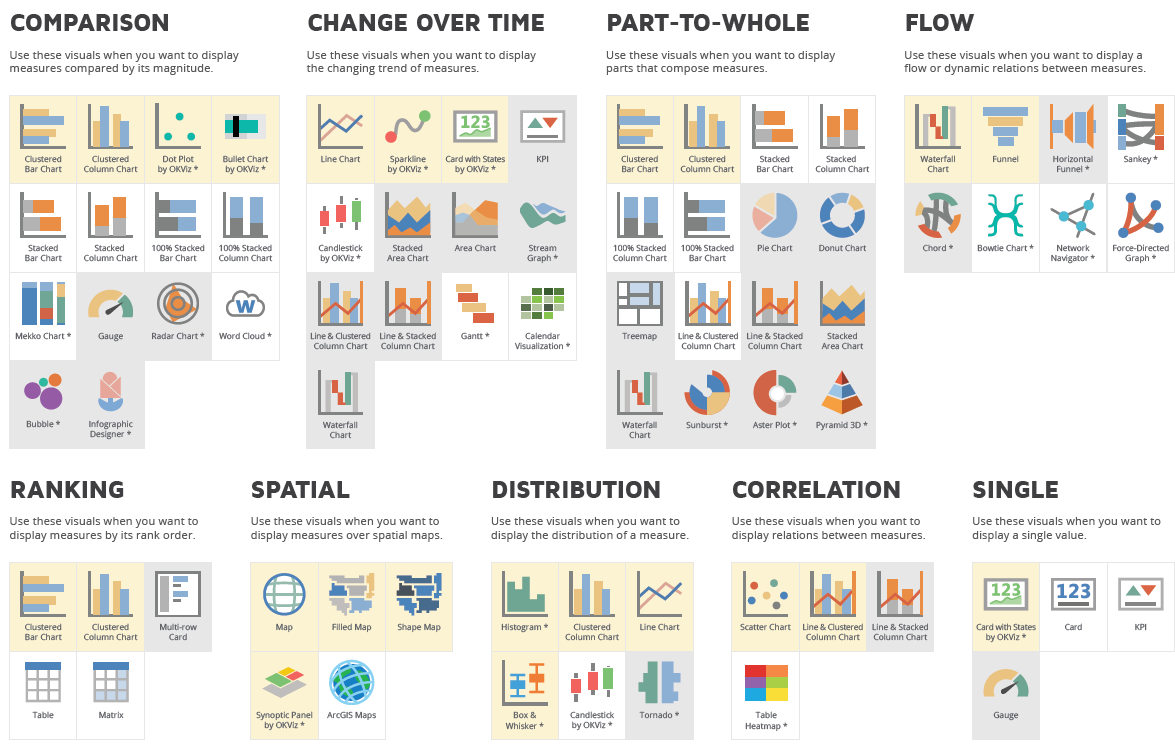 COMPARISON
Use these visuals when you want to display
measures compared by its magnitude.
Clustered
Bar Chart
Clustered
Column Chart
Dot Plot
by OKViz *
123
Bullet Chart
by OKViz *
Stacked
Bar Chart
Stacked
Column Chart
100% Stacked
Bar Chart
100% Stacked
Column Chart
W
Mekko Chart *
Gauge
Radar Chart *
Word Cloud *
Bubble *
Infographic
Designer *
CHANGE OVER TIME
Use these visuals when you want to display
the changing trend of measures.
Line Chart
Sparkline
by OKViz *
Card with States
by OKViz *
KPI
Candlestick
by OKViz *
Stacked
Area Chart
Area Chart
Stream
Graph *
Line & Clustered
Column Chart
Line & Stacked
Column Chart
Gantt *
Calendar
Visualization *
Waterfall
Chart
PART-TO-WHOLE
Use these visuals when you want to display
parts that compose measures.
Clustered
Bar Chart
Clustered
Column Chart
Stacked
Bar Chart
Stacked
Column Chart
100% Stacked
Column Chart
100% Stacked
Bar Chart
Pie Chart
Donut Chart
Treemap
Line & Clustered
Column Chart
Line & Stacked
Column Chart
Stacked
Area Chart
Waterfall
Chart
Sunburst *
Aster Plot *
Pyramid 3D *
FLOW
Use these visuals when you want to display a
flow or dynamic relations between measures.
Waterfall
Chart
Funnel
Horizontal
Funnel *
Sankey *
Chord *
Bowtie Chart *
Network
Navigator *
Force-Directed
Graph *
RANKING
Use these visuals when you want to
display measures by its rank order.
Clustered
Bar Chart
Clustered
Column Chart
Multi-row
Card
Table
Matrix
SPATIAL
Use these visuals when you want to
display measures over spatial maps.
Map
Filled Map
Shape Map
Synoptic Panel
by OKViz *
ArcGIS Maps
DISTRIBUTION
Use these visuals when you want to
display the distribution of a measure.
Histogram *
Clustered
Column Chart
Line Chart
Box &
Whisker *
Candlestick
by OKViz *
Tornado *
CORRELATION
Use these visuals when you want to
display relations between measures.
Scatter Chart
Line & Clustered
Column Chart
Line & Stacked
Column Chart
Table
Heatmap *
SINGLE
Use these visuals when you want to
display a single value.
123
123
Card with States
by OKViz *
Card
KPI
Gauge